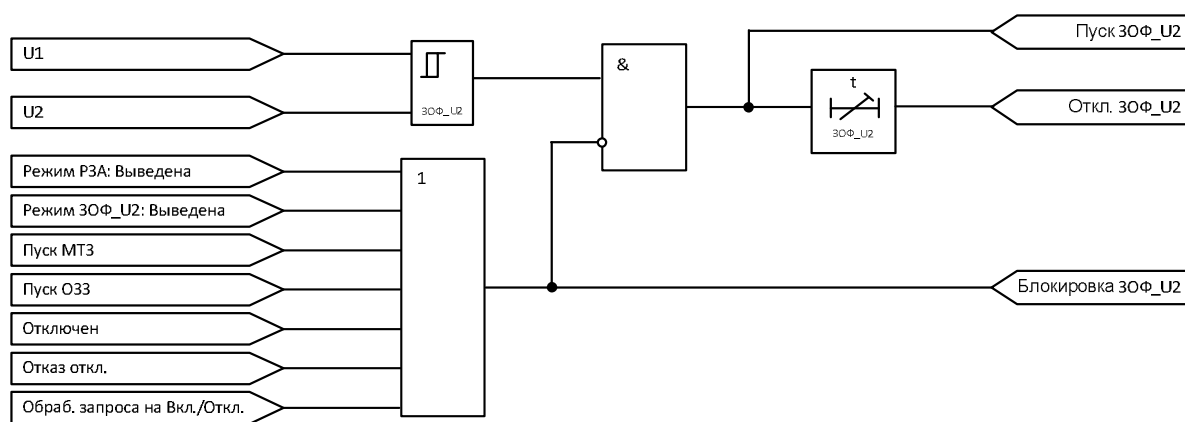 U1
U2
ЗОФ_U2
&
t
ЗОФ_U2
Пуск ЗОФ_U2
Откл. ЗОФ_U2
Режим РЗА: Выведена
Режим ЗОФ_U2: Выведена
Пуск МТЗ
Пуск ОЗЗ
Отключен
Отказ откл.
Обраб. запроса на Вкл./Откл.
1
Блокировка ЗОФ_U2